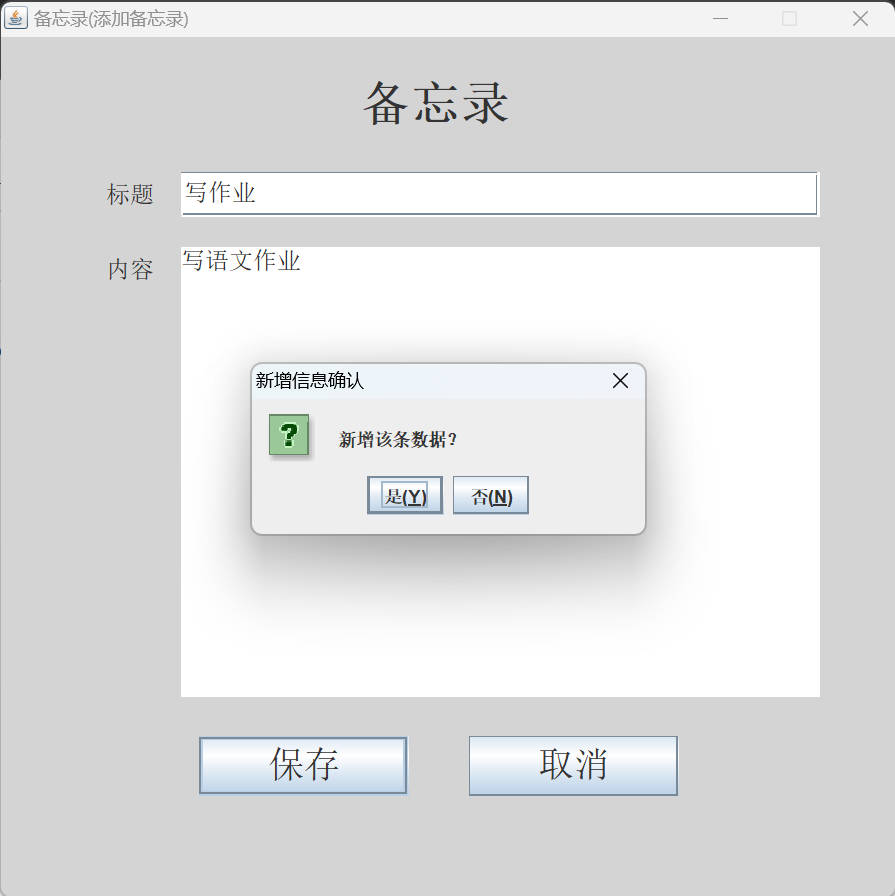 备忘录(添加备忘录)
备忘录
标题 写作业
内容 写语文作业
新增信息确认
?
新增该条数据?
是(Y) 否(N)
保存 取消